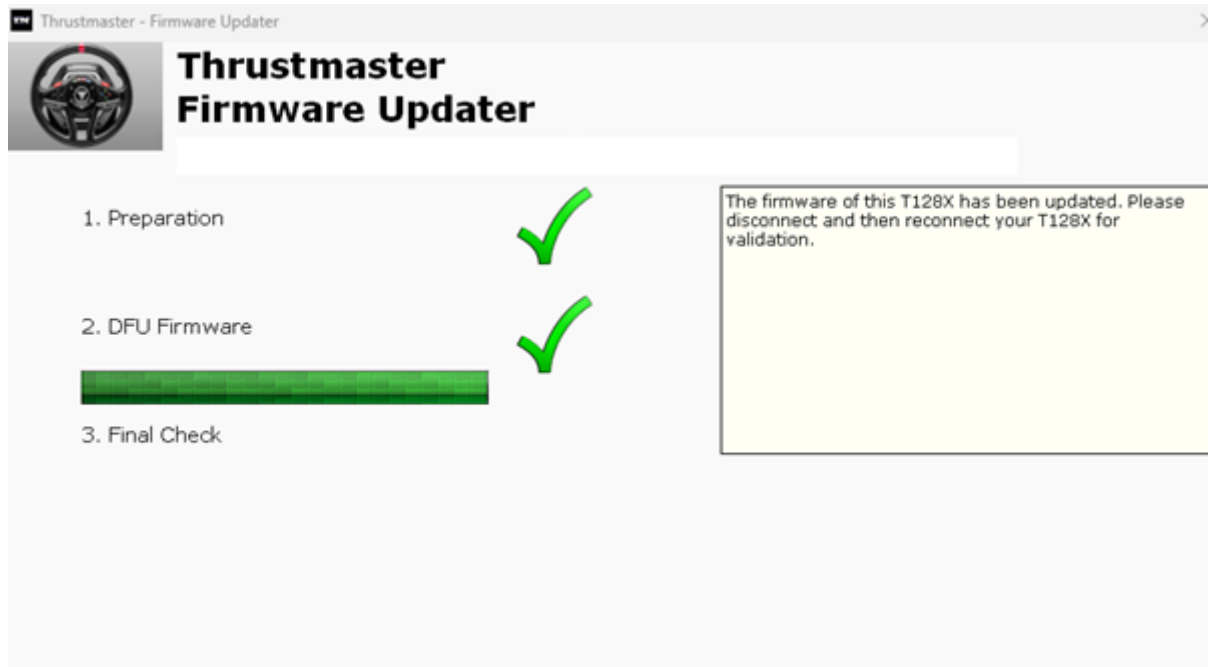 Thrustmaster - Firmware Updater
Thrustmaster
Firmware Updater
1. Preparation
The firmware of this T128X has been updated. Please
disconnect and then reconnect your T128X for
validation.
2. DFU Firmware
3. Final Check